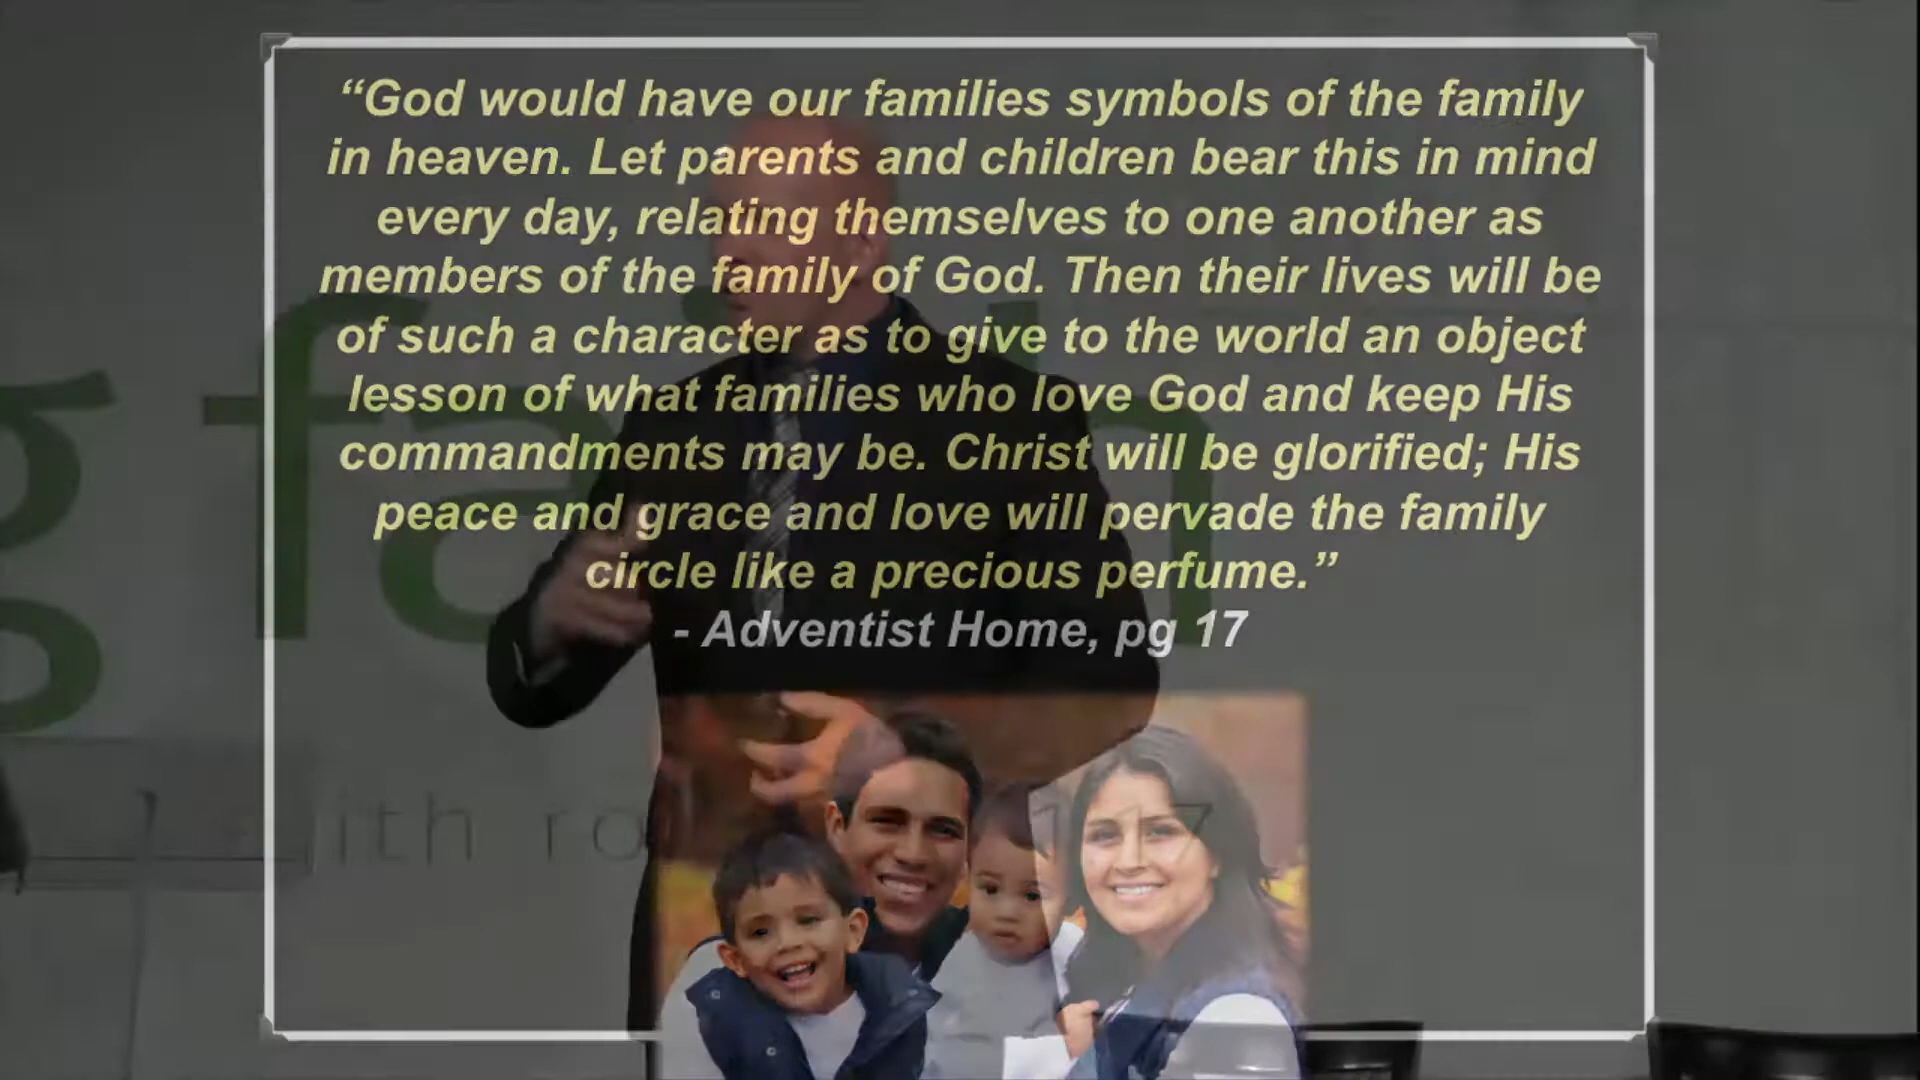 “God would have our families symbols of the family
in heaven. Let parents and children bear this in mind
every day, relating themselves to one another as
members of the family of God. Then their lives will be
of such a character as to give to the world an object
lesson of what families who love God and keep His
commandments may be. Christ will be glorified; His
peace and grace and love will pervade the family
circle like a precious perfume.”
- Adventist Home, pg 17
g faith
ith ro